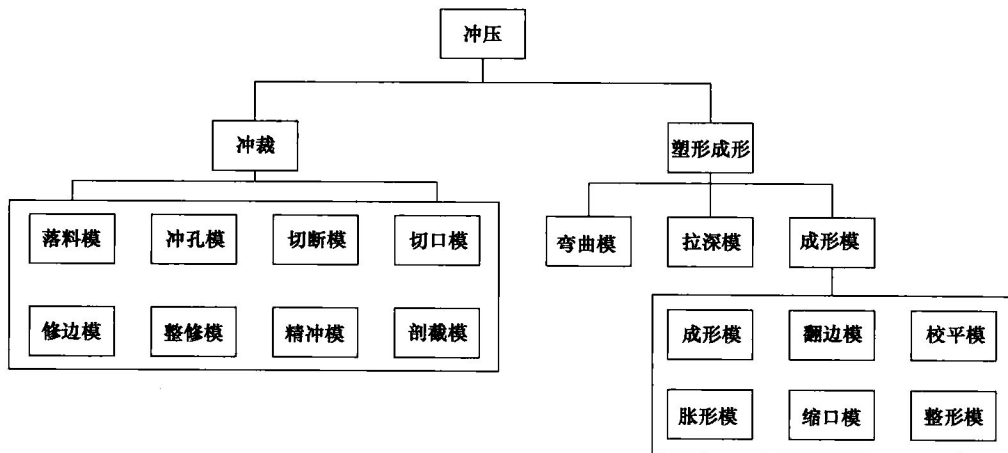 冲压
冲裁
塑形成形
落料模
冲孔模
切断模
切口模
弯曲模
拉深模
成形模
修边模
整修模
精冲模
剖截模
成形模
翻边模
校平模
胀形模
缩口模
整形模